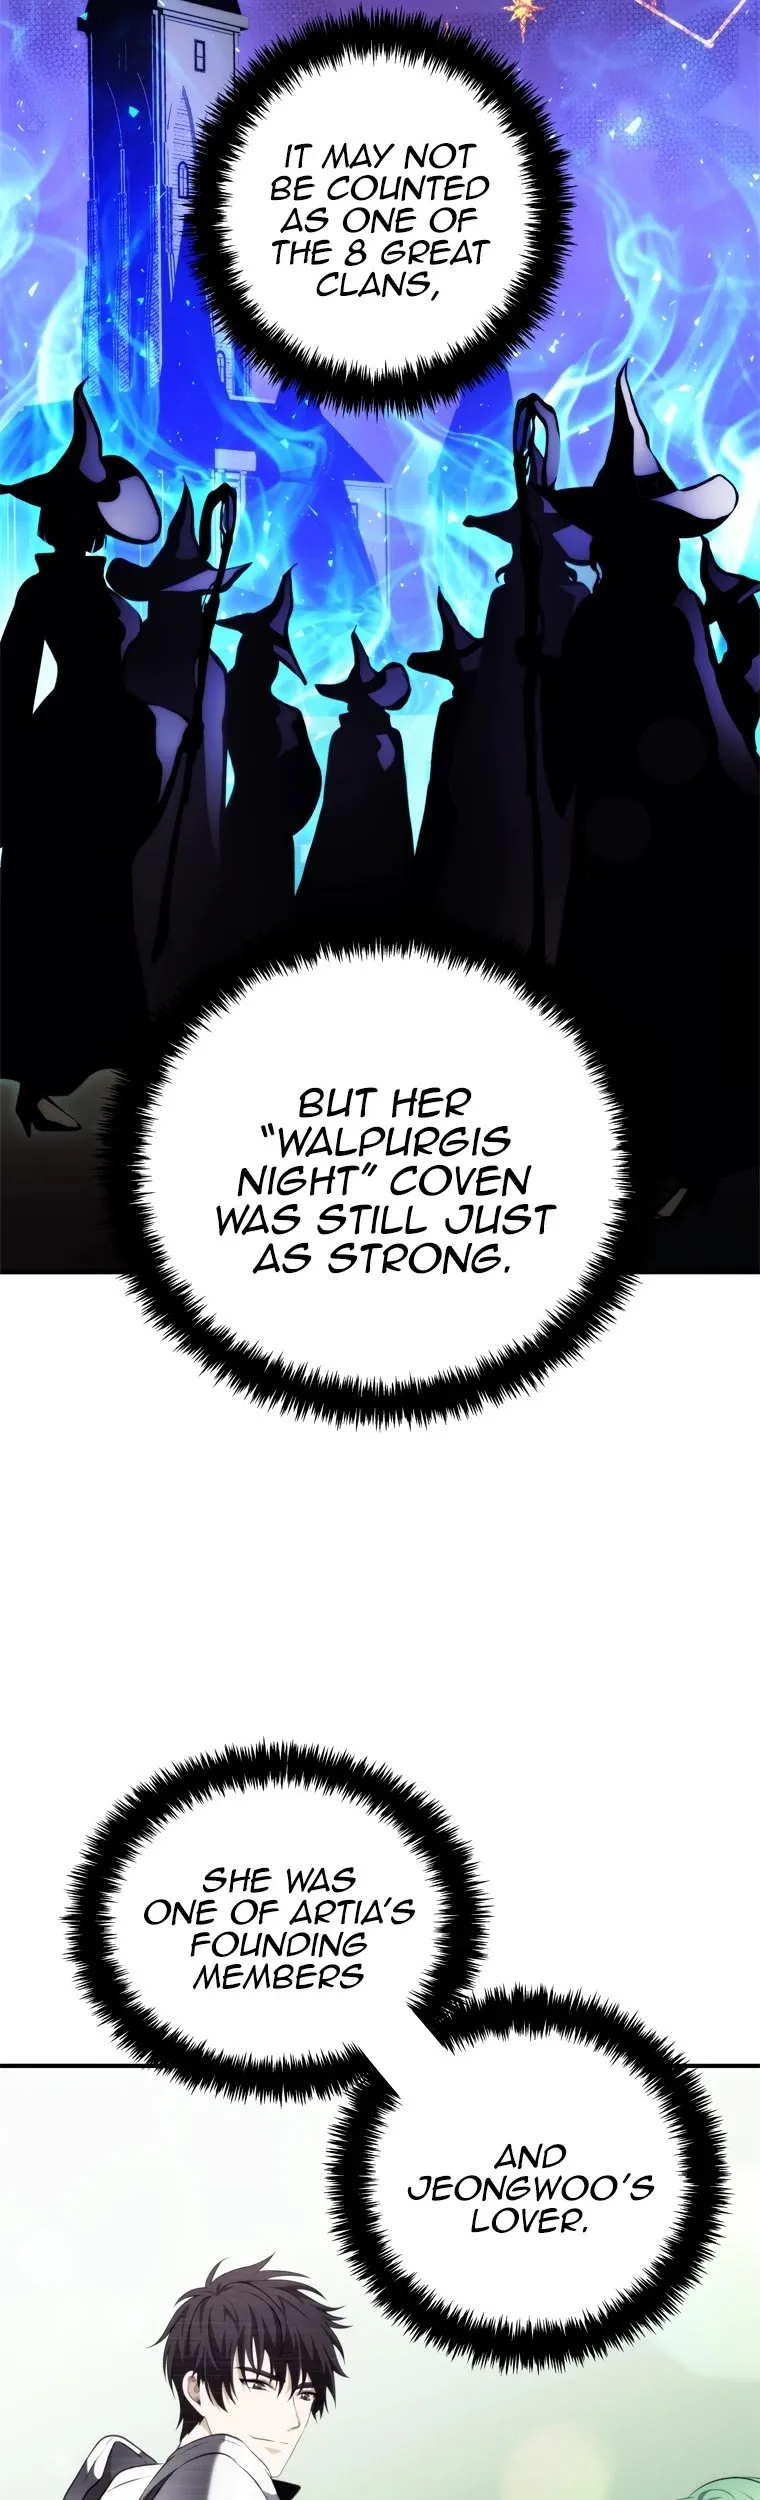 IT MAY NOT
BE COUNTED
AS ONE OF
THE 8 GREAT
CLANS,
BUT HER
"WALPURGIS
NIGHT" COVEN
WAS STILL JUST
AS STRONG.
SHE WAS
ONE OF ARTIA'S
FOUNDING
MEMBERS
AND
JEONGWOO'S
LOVER.